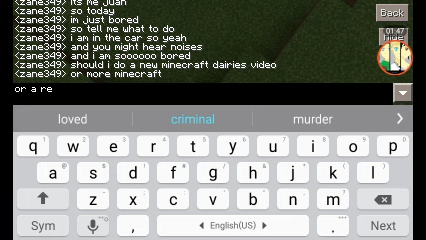 <zane349> its me Juan
<zane349> so today
<zane349> im just bored
<zane349> so tell me what to do
<zane349> i am in the car so yeah
<zane349> and you might hear noises
<zane349> and i am soooooo bored
<zane349> should i do a new minecraft dairies video
<zane349> or more minecraft
Back
01:47
hide
or a re
loved criminal murder
q w e r t y u i o p
a s d f g h j k l
z x c v b n m
Sym , English(US) . Next